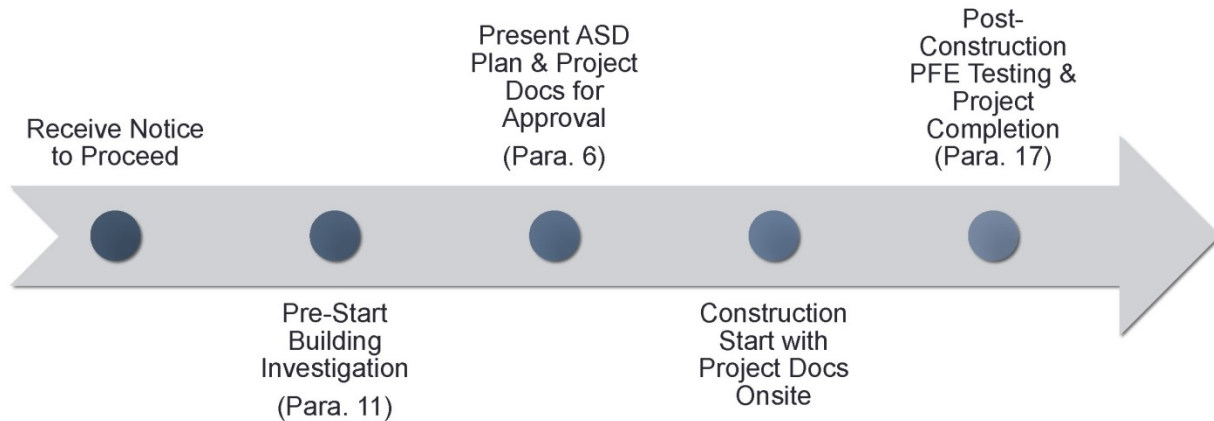 Receive Notice
to Proceed
Pre-Start
Building
Investigation
(Para. 11)
Present ASD
Plan & Project
Docs for
Approval
(Para. 6)
Construction
Start with
Project Docs
Onsite
Post-
Construction
PFE Testing &
Project
Completion
(Para. 17)